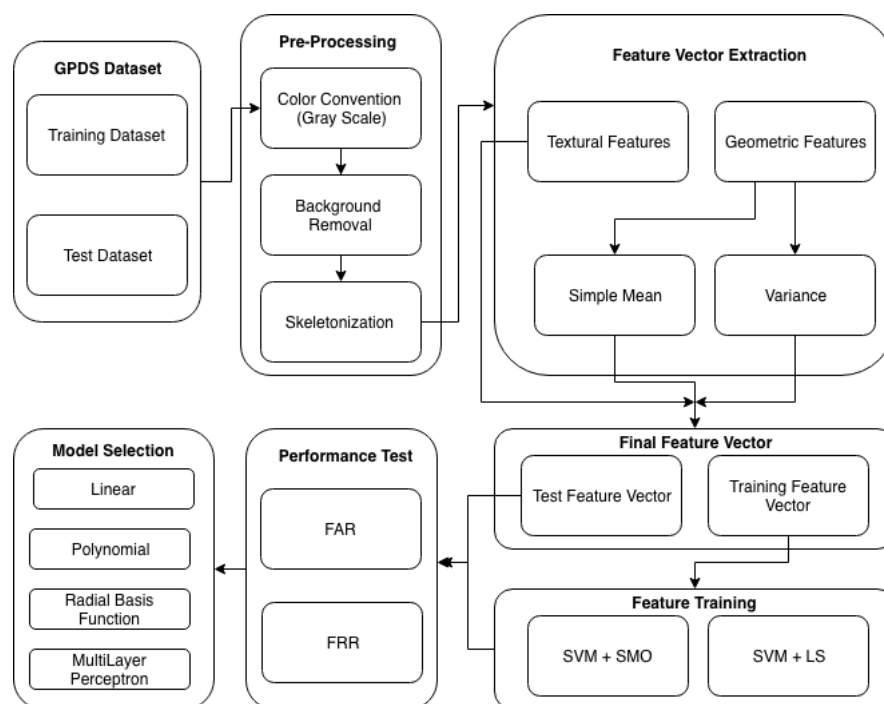 GPDS Dataset
Training Dataset
Test Dataset
Pre-Processing
Color Convention
(Gray Scale)
Background
Removal
Skeletonization
Feature Vector Extraction
Textural Features
Geometric Features
Simple Mean
Variance
Final Feature Vector
Test Feature Vector
Training Feature
Vector
Feature Training
SVM + SMO
SVM + LS
Performance Test
FAR
FRR
Model Selection
Linear
Polynomial
Radial Basis
Function
MultiLayer
Perceptron